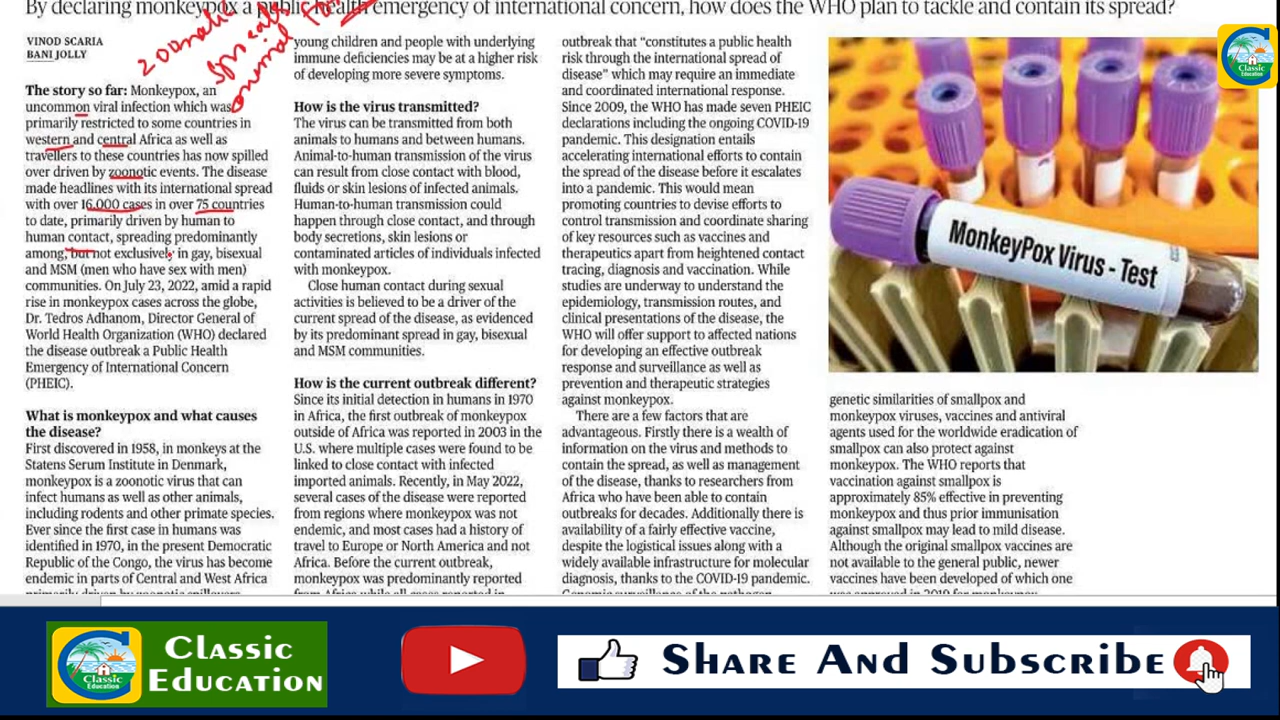 By declaring monkeypox a public health emergency of international concern, how does the WHO plan to tackle and contain its spread?
zoonotic
VINOD SCARIA
BANI JOLLY
The story so far: Monkeypox, an
uncommon viral infection which was
primarily restricted to some countries in
western and central Africa as well as
travellers to these countries has now spilled
over driven by zoonotic events. The disease
made headlines with its international spread
with over 16,000 cases in over 75 countries
to date, primarily driven by human to
human contact, spreading predominantly
among, but not exclusively in gay, bisexual
and MSM (men who have sex with men)
communities. On July 23, 2022, amid a rapid
rise in monkeypox cases across the globe,
Dr. Tedros Adhanom, Director General of
World Health Organization (WHO) declared
the disease outbreak a Public Health
Emergency of International Concern
(PHEIC).
What is monkeypox and what causes
the disease?
First discovered in 1958, in monkeys at the
Statens Serum Institute in Denmark,
monkeypox is a zoonotic virus that can
infect humans as well as other animals,
including rodents and other primate species.
Ever since the first case in humans was
identified in 1970, in the present Democratic
Republic of the Congo, the virus has become
endemic in parts of Central and West Africa
primarily driven by zoonotic spillovers
young children and people with underlying
immune deficiencies may be at a higher risk
of developing more severe symptoms.
How is the virus transmitted?
The virus can be transmitted from both
animals to humans and between humans.
Animal-to-human transmission of the virus
can result from close contact with blood,
fluids or skin lesions of infected animals.
Human-to-human transmission could
happen through close contact, and through
body secretions, skin lesions or
contaminated articles of individuals infected
with monkeypox.
Close human contact during sexual
activities is believed to be a driver of the
current spread of the disease, as evidenced
by its predominant spread in gay, bisexual
and MSM communities.
How is the current outbreak different?
Since its initial detection in humans in 1970
in Africa, the first outbreak of monkeypox
outside of Africa was reported in 2003 in the
U.S. where multiple cases were found to be
linked to close contact with infected
imported animals. Recently, in May 2022,
several cases of the disease were reported
from regions where monkeypox was not
endemic, and most cases had a history of
travel to Europe or North America and not
Africa. Before the current outbreak,
monkeypox was predominantly reported
from Africa while all cases reported in
outbreak that “constitutes a public health
risk through the international spread of
disease” which may require an immediate
and coordinated international response.
Since 2009, the WHO has made seven PHEIC
declarations including the ongoing COVID-19
pandemic. This designation entails
accelerating international efforts to contain
the spread of the disease before it escalates
into a pandemic. This would mean
promoting countries to devise efforts to
control transmission and coordinate sharing
of key resources such as vaccines and
therapeutics apart from heightened contact
tracing, diagnosis and vaccination. While
studies are underway to understand the
epidemiology, transmission routes, and
clinical presentations of the disease, the
WHO will offer support to affected nations
for developing an effective outbreak
response and surveillance as well as
prevention and therapeutic strategies
against monkeypox.
There are a few factors that are
advantageous. Firstly there is a wealth of
information on the virus and methods to
contain the spread, as well as management
of the disease, thanks to researchers from
Africa who have been able to contain
outbreaks for decades. Additionally there is
availability of a fairly effective vaccine,
despite the logistical issues along with a
widely available infrastructure for molecular
diagnosis, thanks to the COVID-19 pandemic.
Genomic surveillance of the pathogen
MonkeyPox Virus - Test
genetic similarities of smallpox and
monkeypox viruses, vaccines and antiviral
agents used for the worldwide eradication of
smallpox can also protect against
monkeypox. The WHO reports that
vaccination against smallpox is
approximately 85% effective in preventing
monkeypox and thus prior immunisation
against smallpox may lead to mild disease.
Although the original smallpox vaccines are
not available to the general public, newer
vaccines have been developed of which one
was approved in 2019 for monkeypox
Classic
Education
Classic
Education
Classic
Education
Share And Subscribe